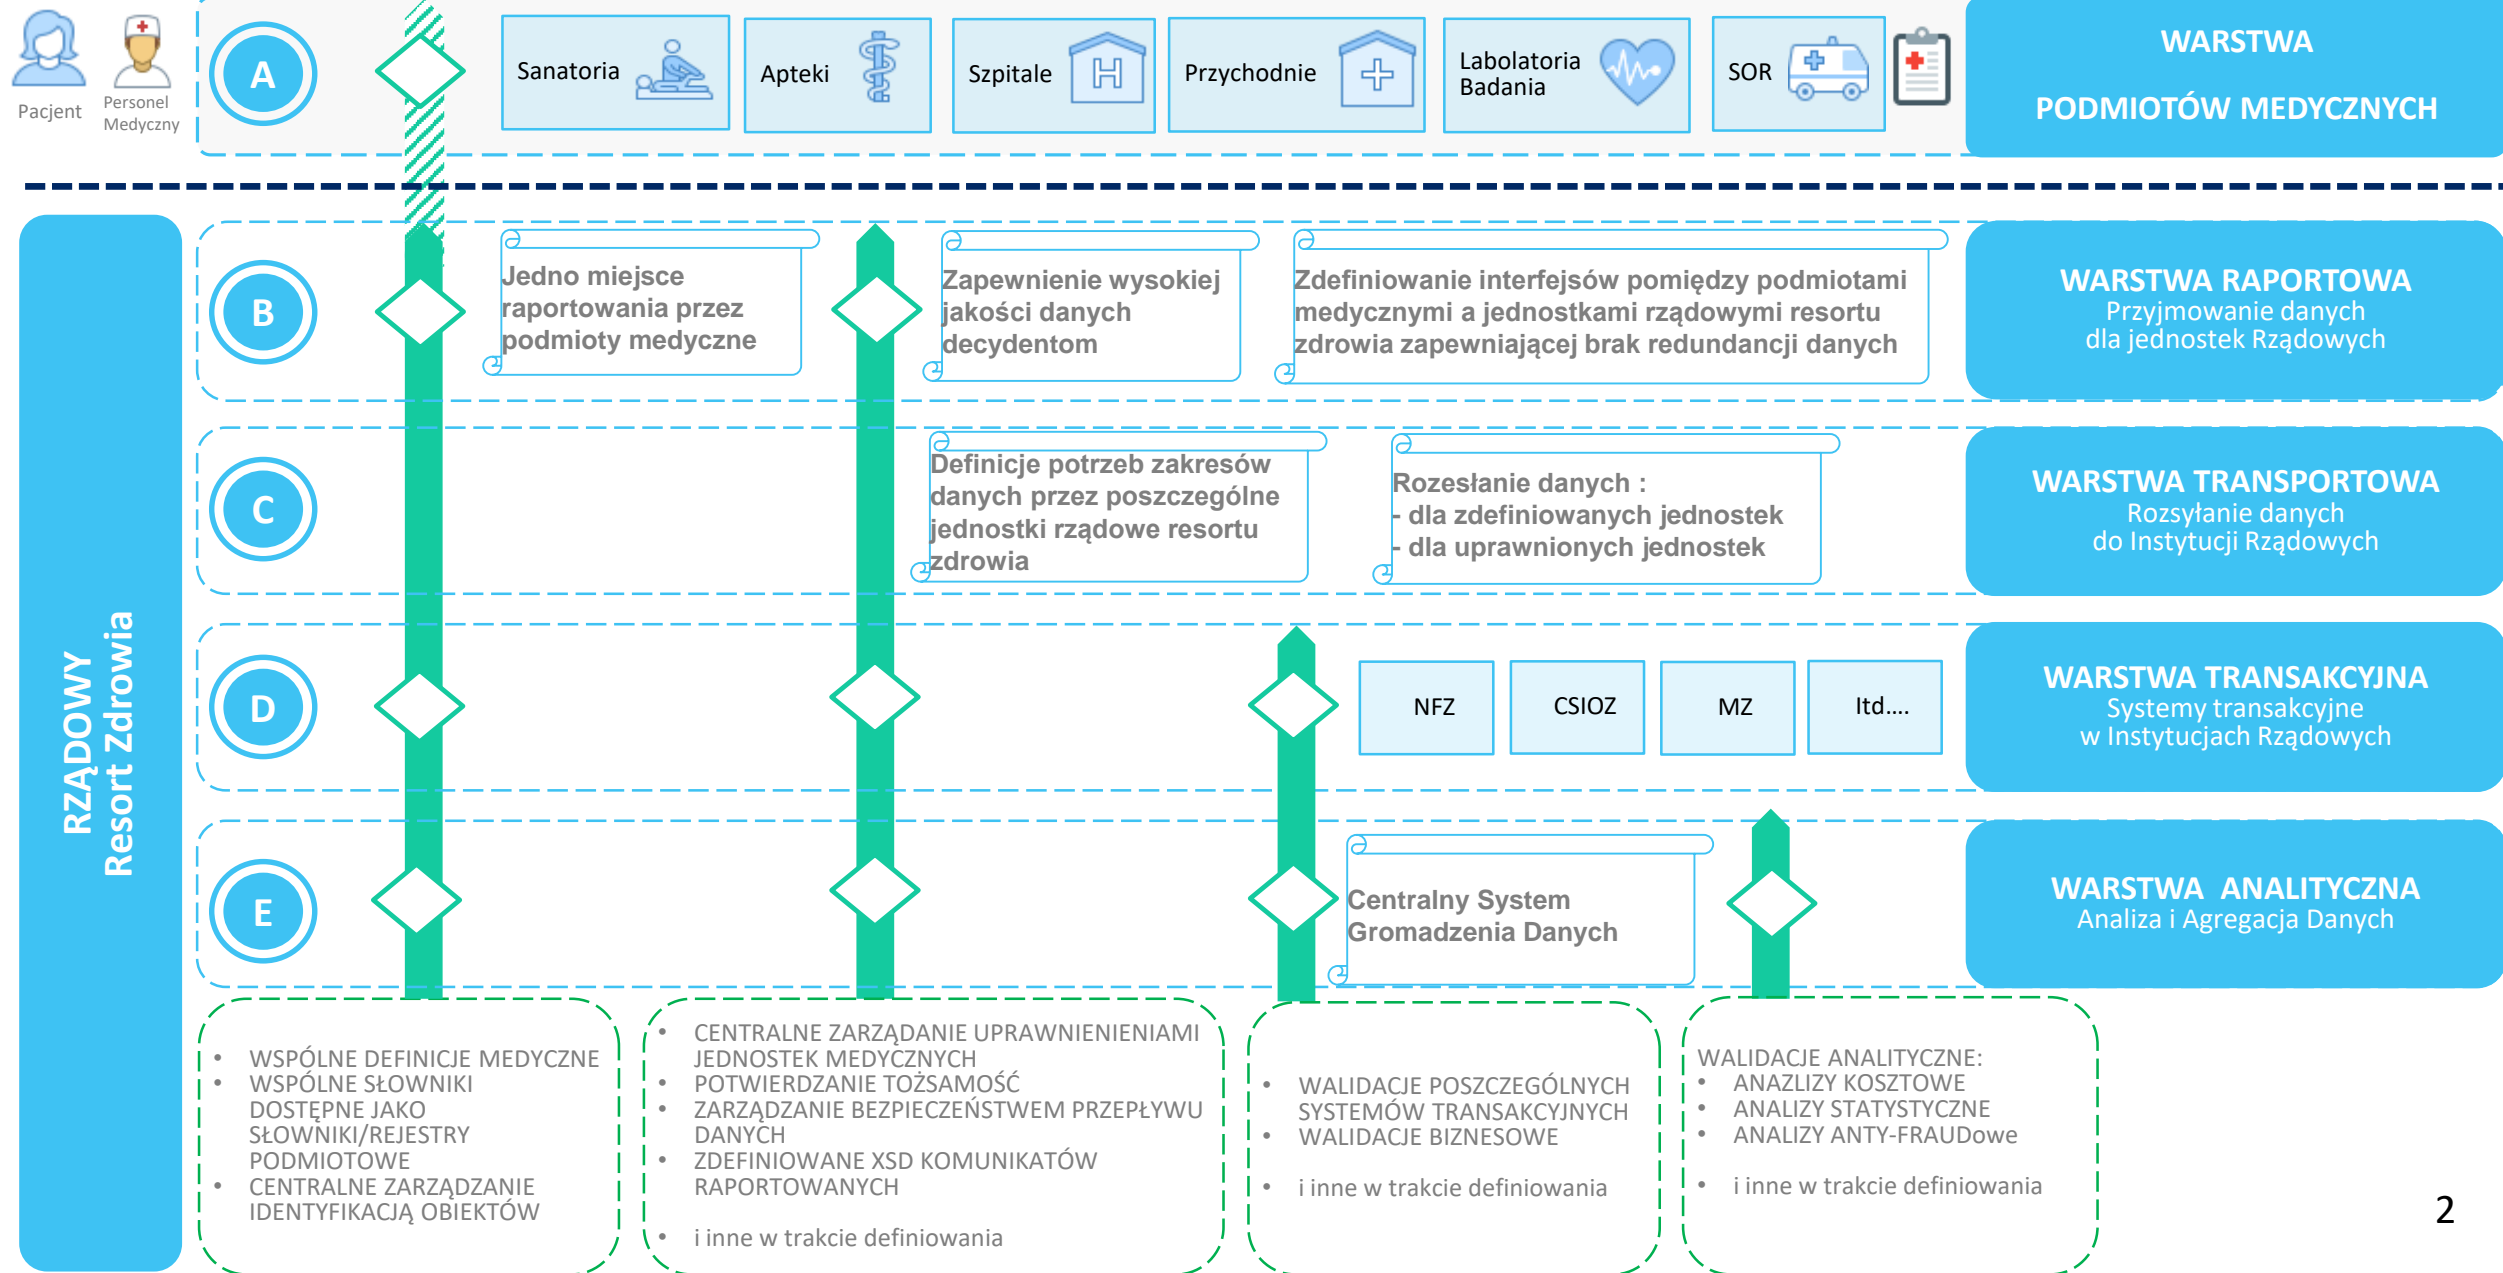 Pacjent
Personel
Medyczny
A
Sanatoria
Apteki
Szpitale
H
Przychodnie
Labolatoria
Badania
SOR
WARSTWA
PODMIOTÓW MEDYCZNYCH
RZĄDOWY
Resort Zdrowia
B
Jedno miejsce
raportowania przez
podmioty medyczne
Zapewnienie wysokiej
jakości danych
decydentom
Zdefiniowanie interfejsów pomiędzy podmiotami
medycznymi a jednostkami rządowymi resortu
zdrowia zapewniającej brak redundancji danych
WARSTWA RAPORTOWA
Przyjmowanie danych
dla jednostek Rządowych
C
Definicje potrzeb zakresów
danych przez poszczególne
jednostki rządowe resortu
zdrowia
Rozesłanie danych :
- dla zdefiniowanych jednostek
- dla uprawnionych jednostek
WARSTWA TRANSPORTOWA
Rozsyłanie danych
do Instytucji Rządowych
D
NFZ
CSIOZ
MZ
Itd....
WARSTWA TRANSAKCYJNA
Systemy transakcyjne
w Instytucjach Rządowych
E
Centralny System
Gromadzenia Danych
WARSTWA ANALITYCZNA
Analiza i Agregacja Danych
• WSPÓLNE DEFINICJE MEDYCZNE
• WSPÓLNE SŁOWNIKI
DOSTĘPNE JAKO
SŁOWNIKI/REJESTRY
PODMIOTOWE
• CENTRALNE ZARZĄDZANIE
IDENTYFIKACJĄ OBIEKTÓW
• CENTRALNE ZARZĄDANIE UPRAWNIENIENIAMI
JEDNOSTEK MEDYCZNYCH
• POTWIERDZANIE TOŻSAMOŚĆ
• ZARZĄDZANIE BEZPIECZEŃSTWEM PRZEPŁYWU
DANYCH
• ZDEFINIOWANE XSD KOMUNIKATÓW
RAPORTOWANYCH
• i inne w trakcie definiowania
• WALIDACJE POSZCZEGÓLNYCH
SYSTEMÓW TRANSAKCYJNYCH
• WALIDACJE BIZNESOWE
• i inne w trakcie definiowania
WALIDACJE ANALITYCZNE:
• ANAZLIZY KOSZTOWE
• ANALIZY STATYSTYCZNE
• ANALIZY ANTY-FRAUDowe
• i inne w trakcie definiowania
2